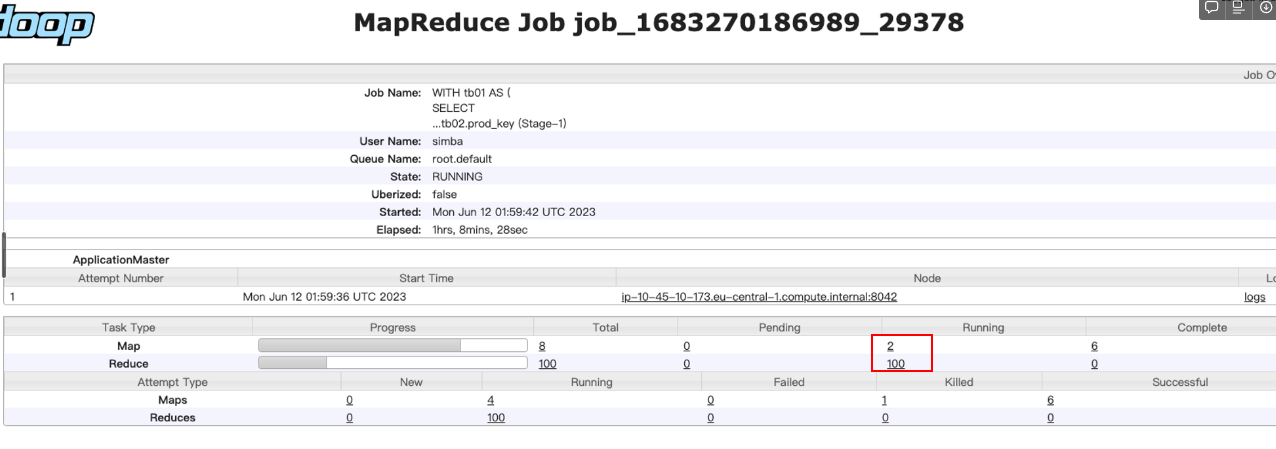 doop
MapReduce Job job_1683270186989_29378
Job Ov
Job Name: WITH tb01 AS (
SELECT
...tb02.prod_key (Stage-1)
User Name: simba
Queue Name: root.default
State: RUNNING
Uberized: false
Started: Mon Jun 12 01:59:42 UTC 2023
Elapsed: 1hrs, 8mins, 28sec
ApplicationMaster
Attempt Number Start Time Node Lo
1 Mon Jun 12 01:59:36 UTC 2023 ip-10-45-10-173.eu-central-1.compute.internal:8042 logs
Task Type Progress Total Pending Running Complete
Map 8 0 2 6
Reduce 100 0 100 0
Attempt Type New Running Failed Killed Successful
Maps 0 4 0 1 6
Reduces 0 100 0 0 0